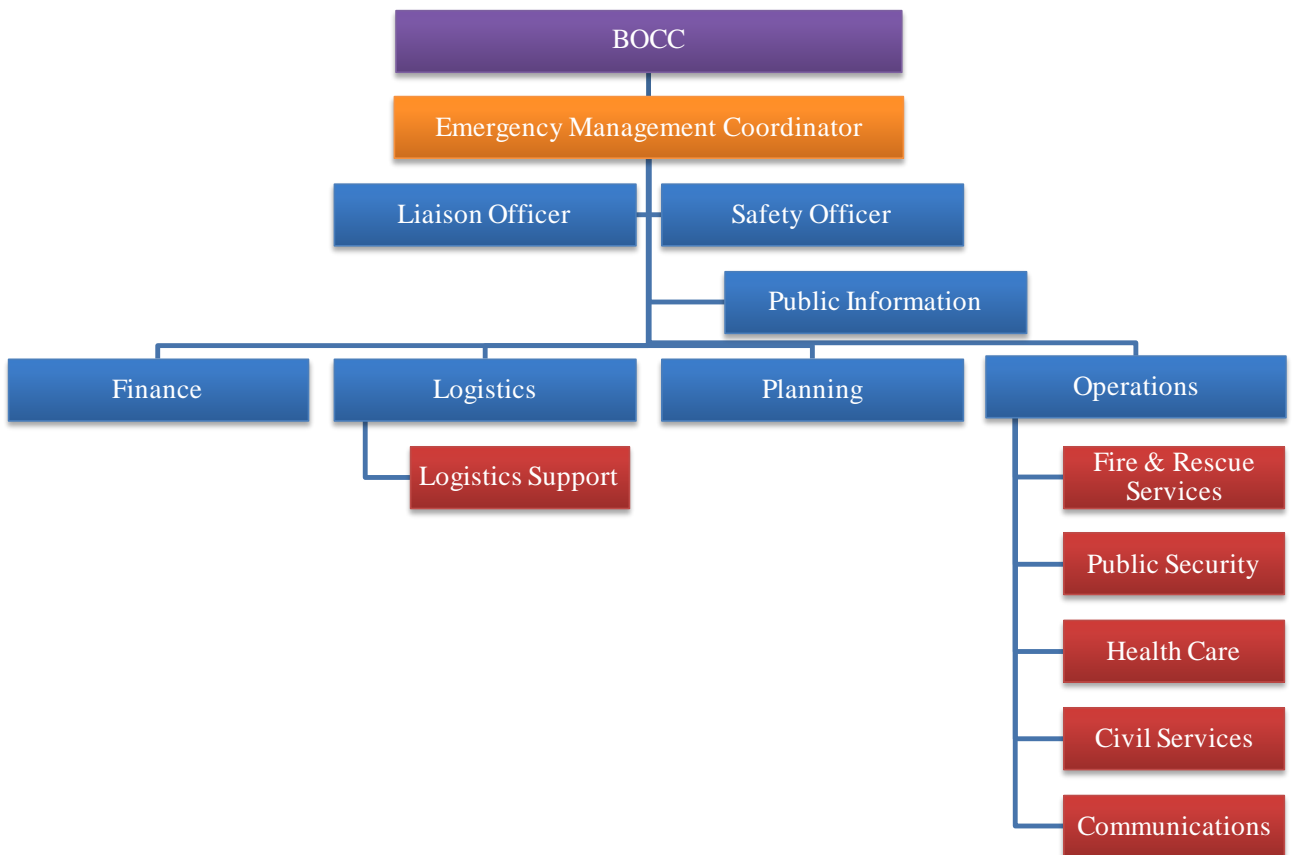 BOCC
Emergency Management Coordinator
Liaison Officer
Safety Officer
Public Information
Finance
Logistics
Planning
Operations
Logistics Support
Fire & Rescue
Services
Public Security
Health Care
Civil Services
Communications